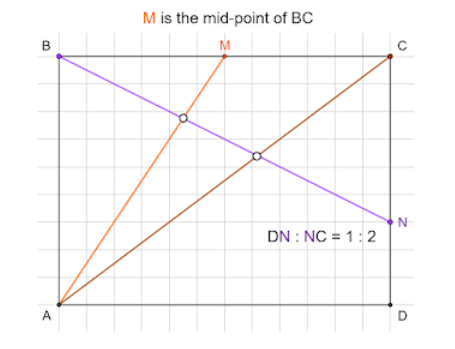 M is the mid-point of BC
B
M
C
N
DN : NC = 1 : 2
A
D